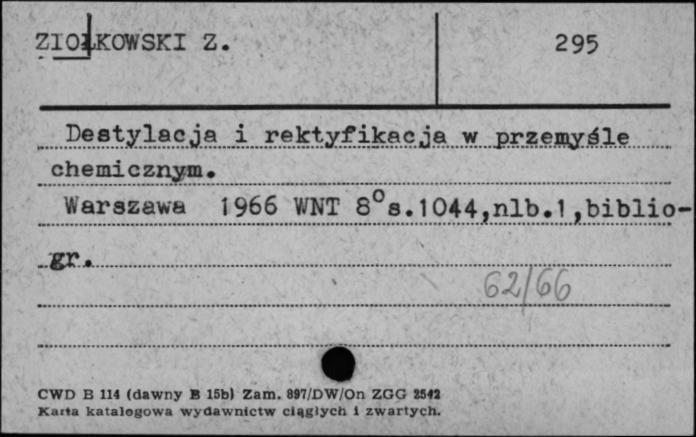 ZIOŁKOWSKI Z.
295
Destylacja i rektyfikacja w przemyśle
chemicznym.
Warszawa 1966 WNT 8°s.1044,nlb.1,biblio-
gr.
62/66
CWD B 114 (dawny B 15b) Zam. 897/DW/On ZGG 2542
Karta katalogowa wydawnictw ciągłych i zwartych.